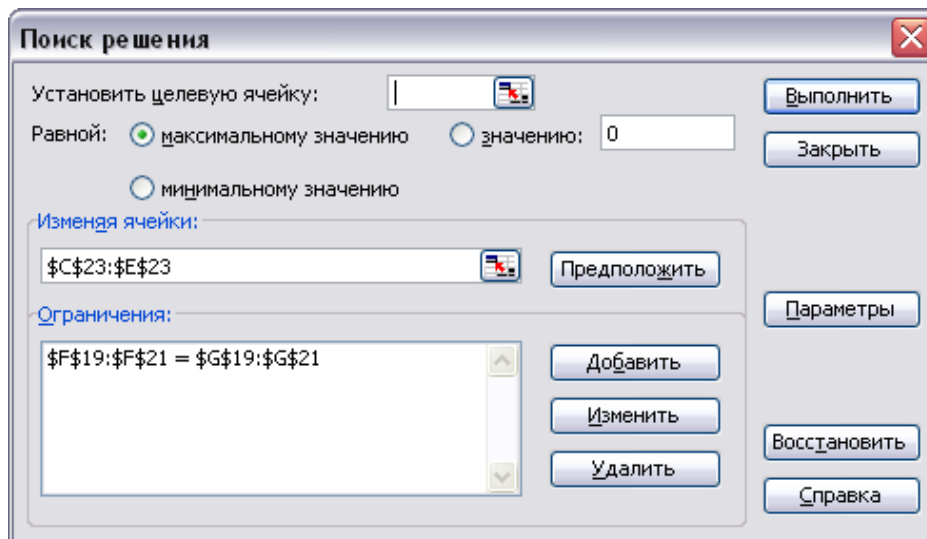 Поиск решения
Установить целевую ячейку:
Выполнить
Равной: максимальному значению значению: 0
Закрыть
минимальному значению
Изменяя ячейки:
$C$23:$E$23
Предположить
Параметры
Ограничения:
$F$19:$F$21 = $G$19:$G$21
Добавить
Изменить
Восстановить
Удалить
Справка